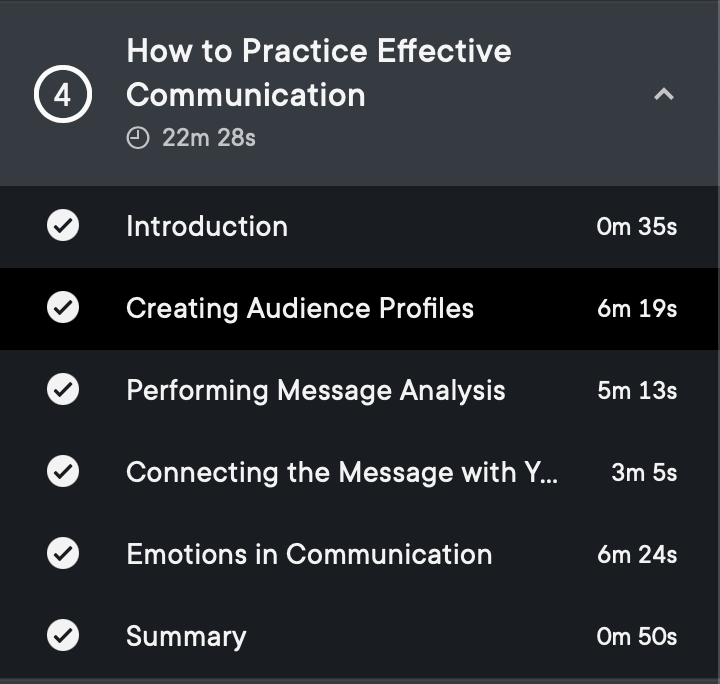 4
How to Practice Effective
Communication
22m 28s
Introduction 0m 35s
Creating Audience Profiles 6m 19s
Performing Message Analysis 5m 13s
Connecting the Message with Y... 3m 5s
Emotions in Communication 6m 24s
Summary 0m 50s